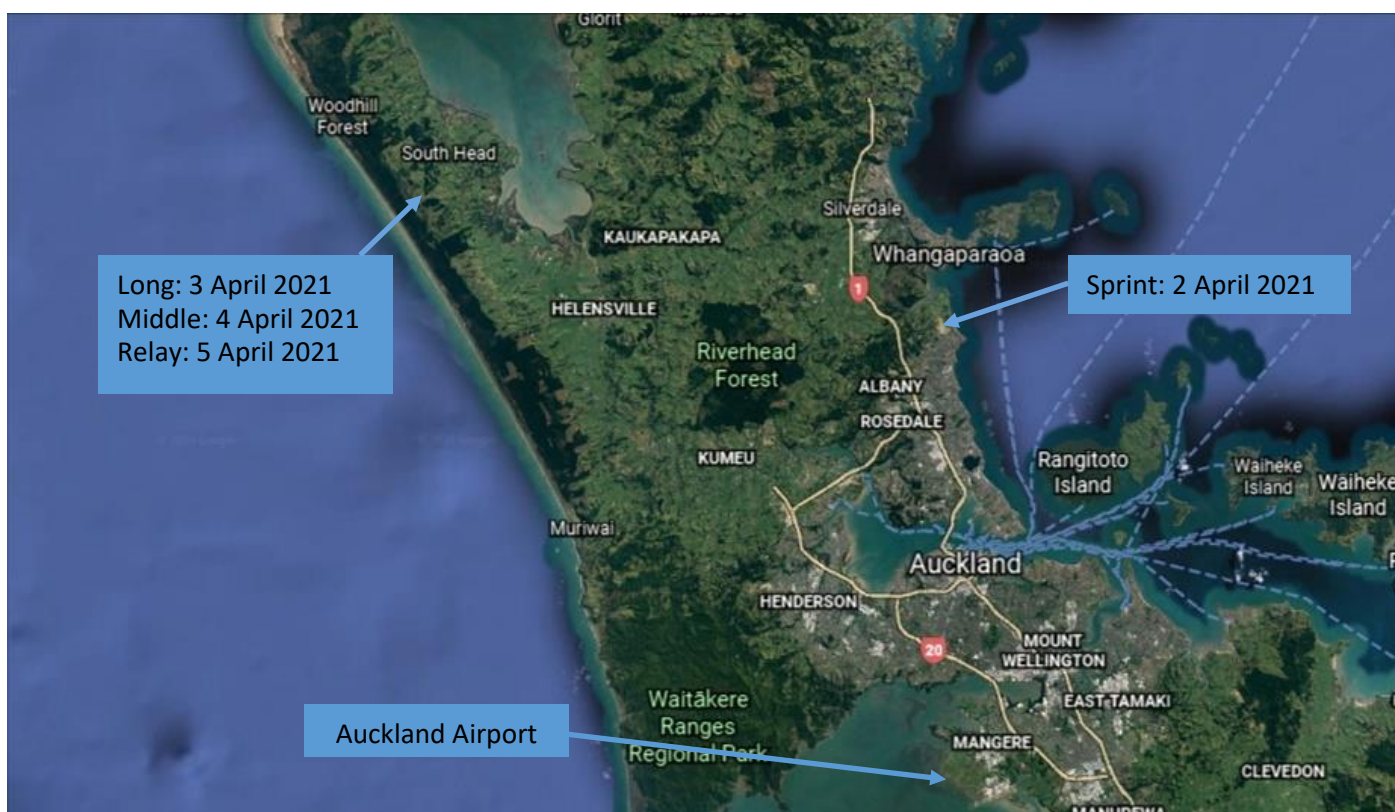 Glorit
Woodhill
Forest
South Head
Silverdale
KAUKAPAKAPA
Whangaparaoa
Long: 3 April 2021
Middle: 4 April 2021
Relay: 5 April 2021
Sprint: 2 April 2021
1
HELENSVILLE
Riverhead
Forest
ALBANY
ROSEDALE
KUMEU
Rangitoto
Island
Waiheke
Island
Waiheke
Island
Muriwai
Auckland
HENDERSON
20
MOUNT
WELLINGTON
EAST TAMAKI
Waitākere
Ranges
Regional Park
Auckland Airport
MANGERE
CLEVEDON
MANUREWA